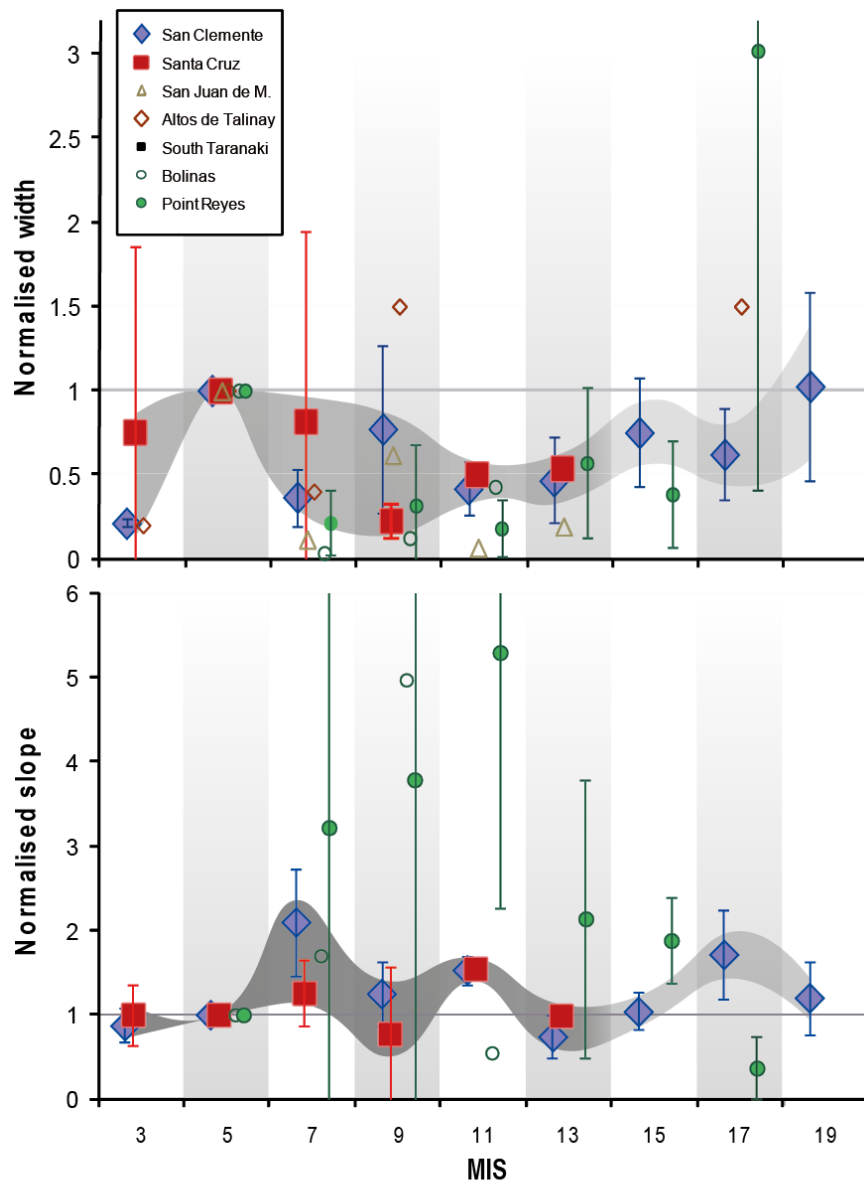 San Clemente
Santa Cruz
San Juan de M.
Altos de Talinay
South Taranaki
Bolinas
Point Reyes
Normalised width
3
2.5
2
1.5
1
0.5
0
Normalised slope
6
5
4
3
2
1
0
3 5 7 9 11 13 15 17 19
MIS